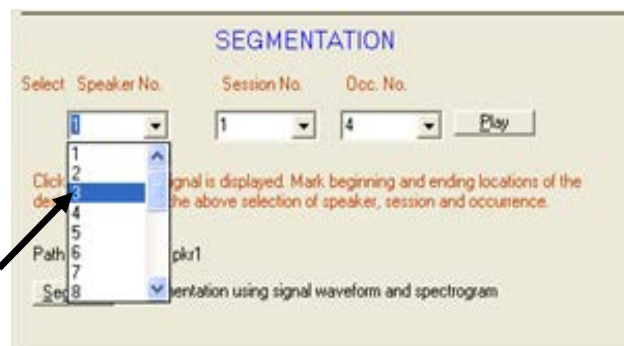 SEGMENTATION
Select Speaker No. Session No. Occ. No.
1 1 4 Play
1
2
3
4
5
6
7
8
Click gnal is displayed. Mark beginning and ending locations of the
the above selection of speaker, session and occurrence.
Path pkr1
Seg entation using signal waveform and spectrogram